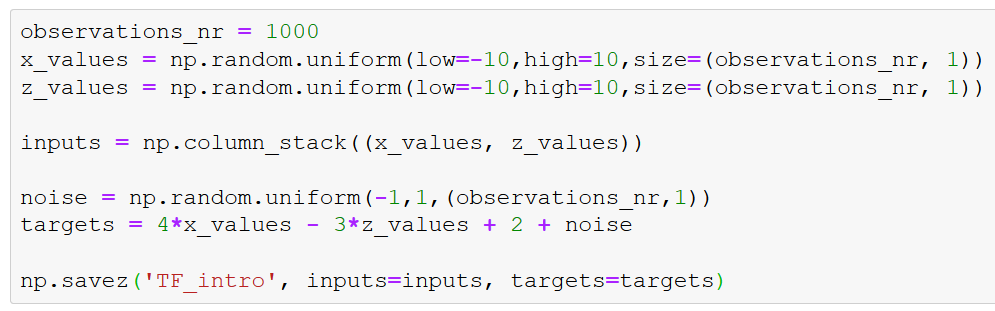 observations_nr = 1000
x_values = np.random.uniform(low=-10,high=10,size=(observations_nr, 1))
z_values = np.random.uniform(low=-10,high=10,size=(observations_nr, 1))
inputs = np.column_stack((x_values, z_values))
noise = np.random.uniform(-1,1,(observations_nr,1))
targets = 4*x_values - 3*z_values + 2 + noise
np.savez('TF_intro', inputs=inputs, targets=targets)